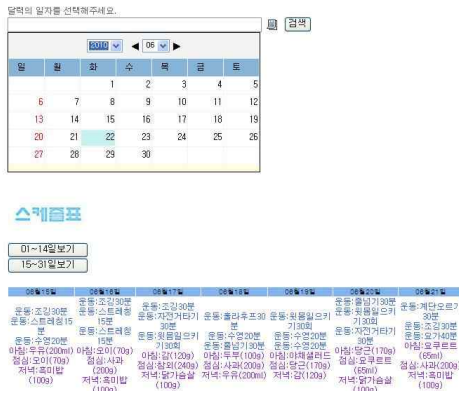 달력의 일자를 선택해주세요.
검색
2010 ◀ 06 ▶
일 월 화 수 목 금 토
1 2 3 4 5
6 7 8 9 10 11 12
13 14 15 16 17 18 19
20 21 22 23 24 25 26
27 28 29 30
스케줄표
01~14일보기
15~31일보기
06월15일 06월16일 06월17일 06월18일 06월19일 06월20일 06월21일
운동:조깅30분
운동:스트레칭15
분
운동:수영20분
아침:우유(200ml)
점심:오이(70g)
저녁:흑미밥
(100g)
운동:조깅30분
운동:스트레칭
15분
운동:스트레칭
15분
아침:오이(70g)
점심:사과
(200g)
저녁:흑미밥
(100g)
운동:조깅30분
운동:자전거타기
30분
운동:윗몸일으키
기30회
아침:감(120g)
점심:참외(240g)
저녁:닭가슴살
(100g)
운동:훌라후프30
분
운동:수영20분
운동:줄넘기30분
아침:두부(100g)
점심:사과(200g)
저녁:우유(200ml)
운동:윗몸일으키
기30회
운동:수영20분
운동:수영20분
아침:야채샐러드
점심:당근(170g)
저녁:감(120g)
운동:줄넘기30분
운동:윗몸일으키
기30회
운동:자전거타기
30분
아침:당근(170g)
점심:요쿠르트
(65ml)
저녁:닭가슴살
(100g)
운동:계단오르기
30분
운동:조깅30분
운동:요가40분
아침:요쿠르트
(65ml)
점심:사과(200g)
저녁:흑미밥
(100g)